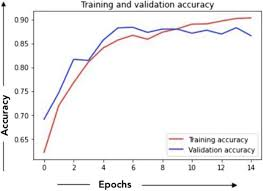 Training and validation accuracy
0.90
0.85
0.80
0.75
0.70
0.65
Accuracy
Training accuracy
Validation accuracy
0 2 4 6 8 10 12 14
Epochs